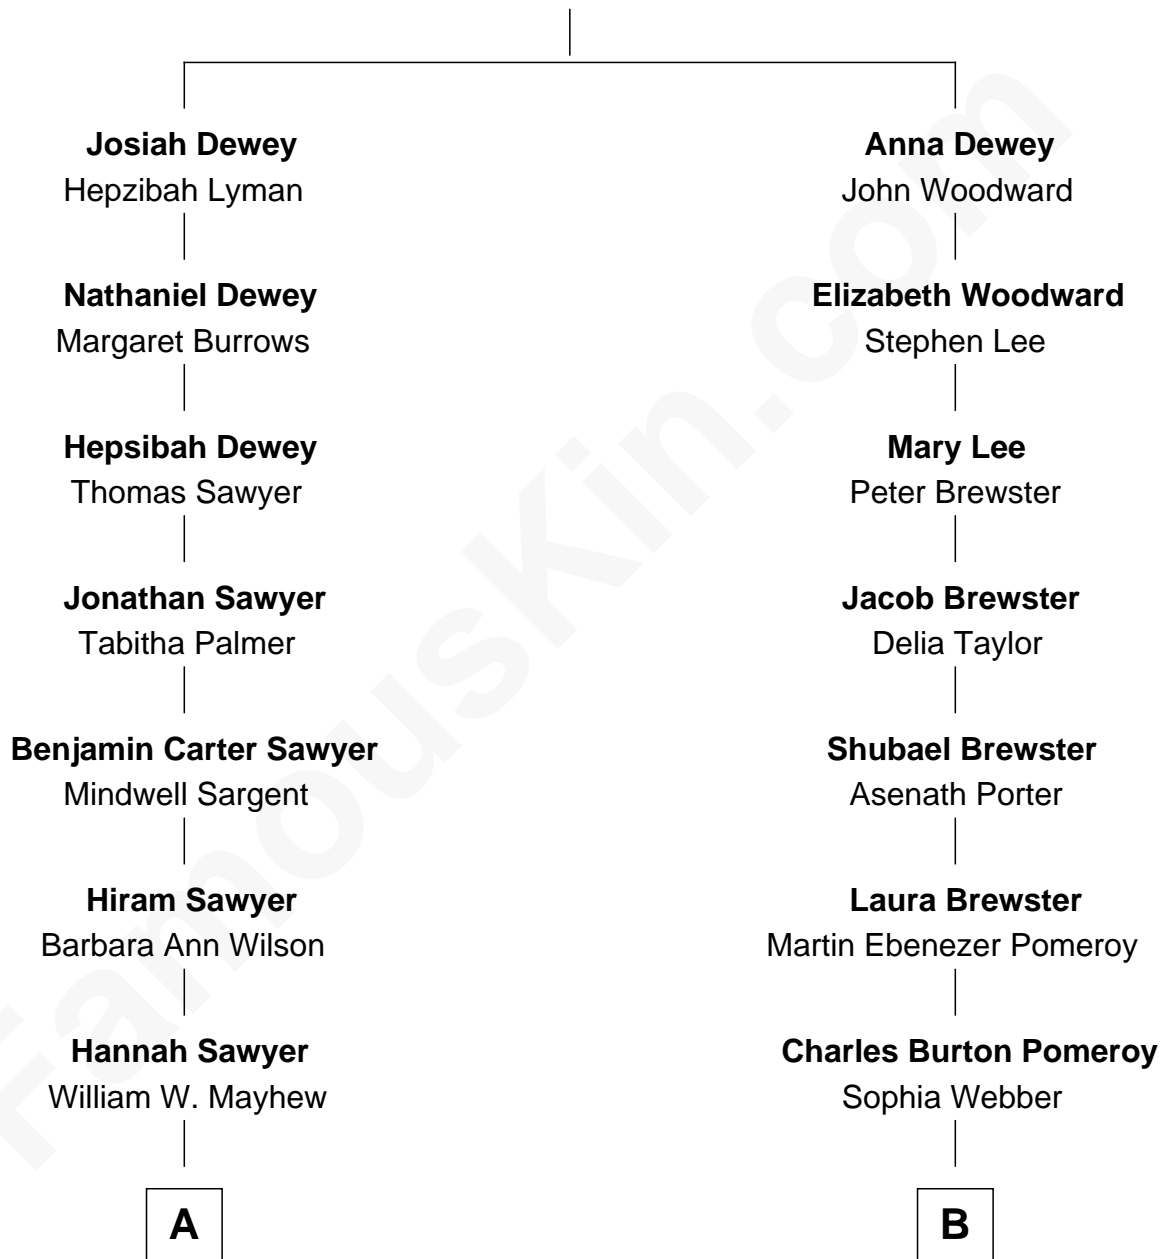 Josiah Dewey
Hepzibah Lyman
Nathaniel Dewey
Margaret Burrows
Hepsibah Dewey
Thomas Sawyer
Jonathan Sawyer
Tabitha Palmer
Benjamin Carter Sawyer
Mindwell Sargent
Hiram Sawyer
Barbara Ann Wilson
Hannah Sawyer
William W. Mayhew
A
Anna Dewey
John Woodward
Elizabeth Woodward
Stephen Lee
Mary Lee
Peter Brewster
Jacob Brewster
Delia Taylor
Shubael Brewster
Asenath Porter
Laura Brewster
Martin Ebenezer Pomeroy
Charles Burton Pomeroy
Sophia Webber
B
FamousKin.com